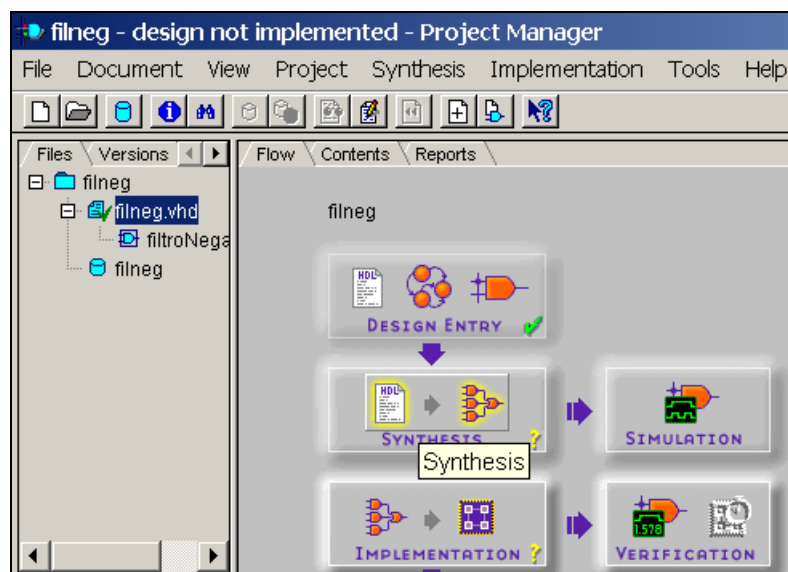 filneg - design not implemented - Project Manager
File Document View Project Synthesis Implementation Tools Help
Files Versions Flow Contents Reports
filneg
filneg.vhd
filtroNega
filneg
filneg
HDL
DESIGN ENTRY
HDL
SYNTHESIS ?
SIMULATION
Synthesis
IMPLEMENTATION ?
1.578
VERIFICATION